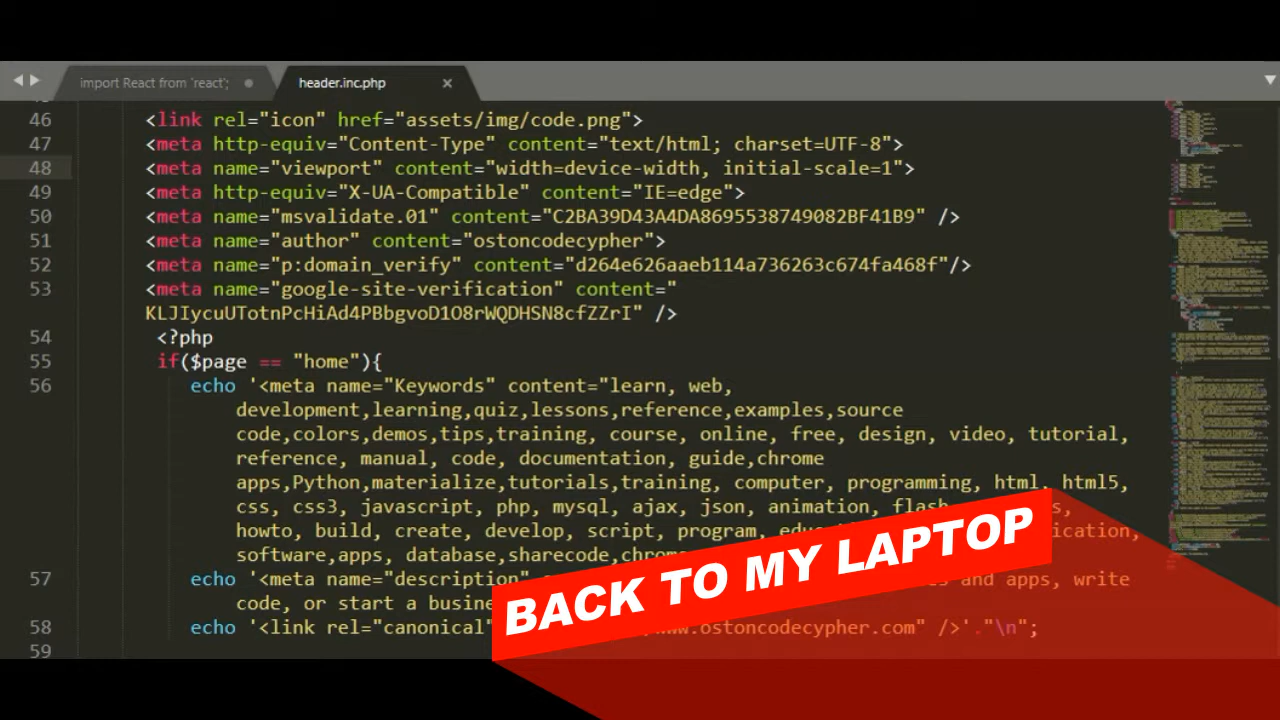 import React from 'react';
header.inc.php
46 <link rel="icon" href="assets/img/code.png">
47 <meta http-equiv="Content-Type" content="text/html; charset=UTF-8">
48 <meta name="viewport" content="width=device-width, initial-scale=1">
49 <meta http-equiv="X-UA-Compatible" content="IE=edge">
50 <meta name="msvalidate.01" content="C2BA39D43A4DA8695538749082BF41B9" />
51 <meta name="author" content="ostoncodecypher">
52 <meta name="p:domain_verify" content="d264e626aaeb114a736263c674fa468f"/>
53 <meta name="google-site-verification" content="
KLJIycuUTotnPcHiAd4PBbgvoD1O8rWQDHSN8cfZZrI" />
54 <?php
55 if($page == "home"){
56 echo '<meta name="Keywords" content="learn, web,
development,learning,quiz,lessons,reference,examples,source
code,colors,demos,tips,training, course, online, free, design, video, tutorial,
reference, manual, code, documentation, guide,chrome
apps,Python,materialize,tutorials,training, computer, programming, html, html5,
css, css3, javascript, php, mysql, ajax, json, animation,
howto, build, create, develop, script, program,
software,apps, database,sharecode,
57 echo '<meta name="description" and apps, write
code, or start a
58 echo '<link rel="canonical" www.ostoncodecypher.com" />'."\n";
59
BACK TO MY LAPTOP